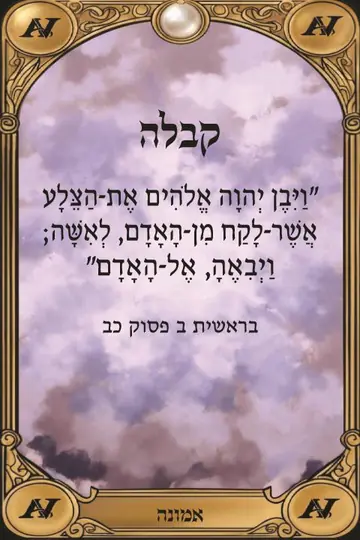 קבלה
"וַיִּבֶן יְהוָה אֱלֹהִים אֶת-הַצֵּלָע
אֲשֶׁר-לָקַח מִן-הָאָדָם, לְאִשָּׁה;
וַיְבִאֶהָ, אֶל-הָאָדָם"
בראשית ב פסוק כב
אמונה